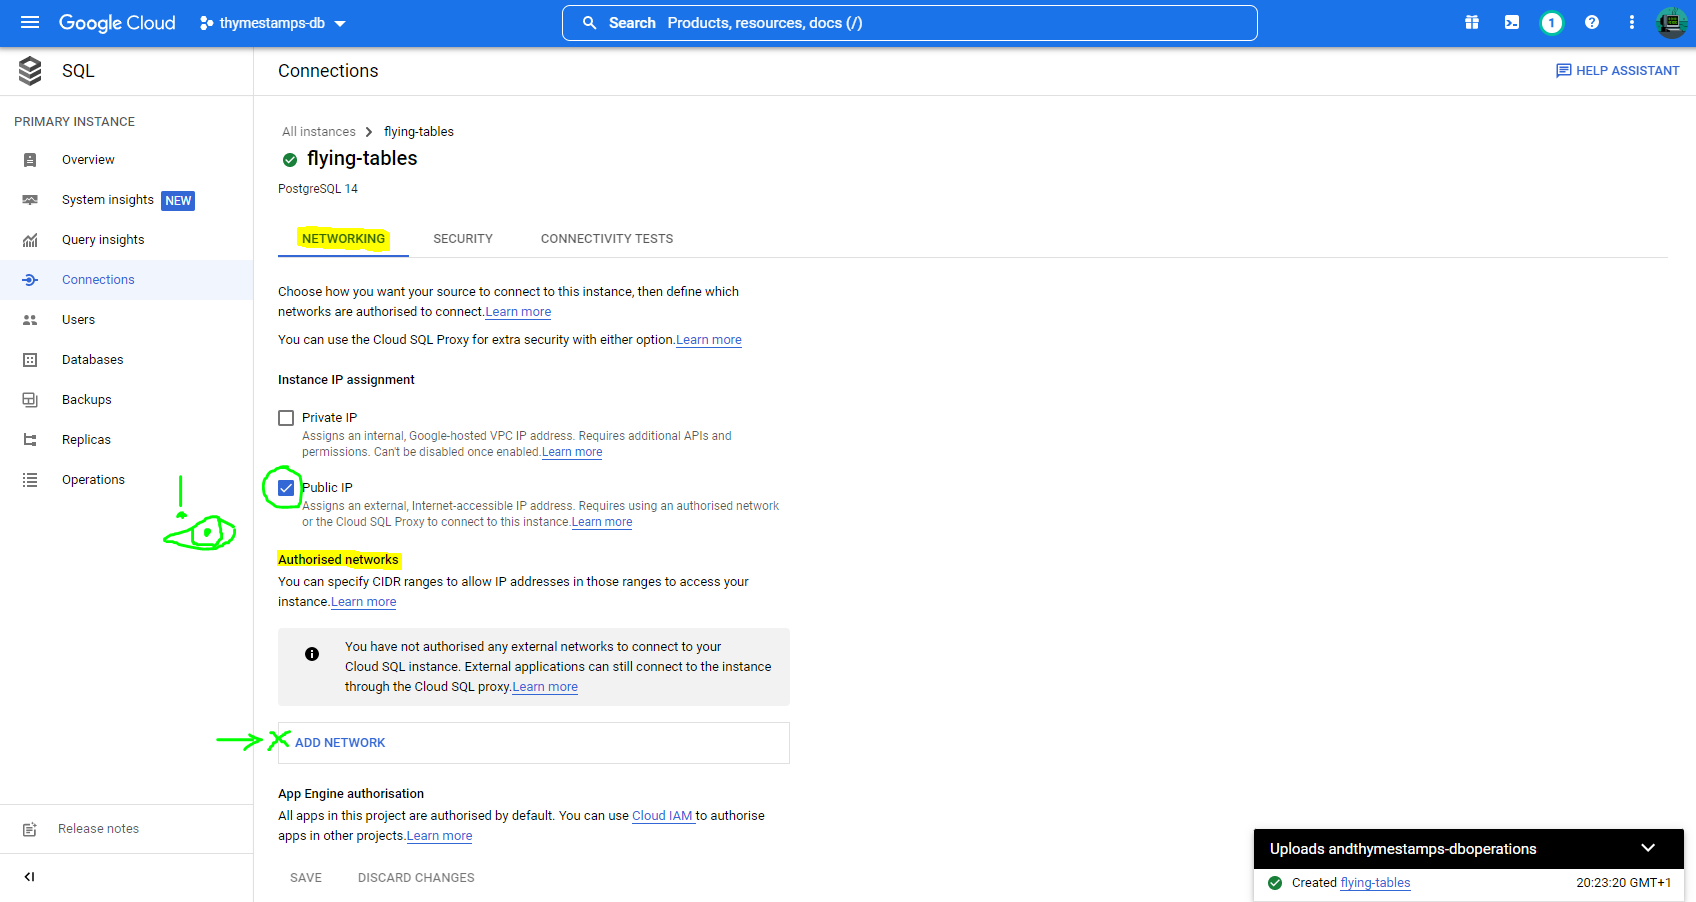 Google Cloud
thymestamps-db
Search Products, resources, docs (/)
1
SQL
Connections
HELP ASSISTANT
PRIMARY INSTANCE
Overview
System insights NEW
Query insights
Connections
Users
Databases
Backups
Replicas
Operations
Release notes
All instances > flying-tables
flying-tables
PostgreSQL 14
NETWORKING
SECURITY
CONNECTIVITY TESTS
Choose how you want your source to connect to this instance, then define which
networks are authorised to connect.Learn more
You can use the Cloud SQL Proxy for extra security with either option.Learn more
Instance IP assignment
Private IP
Assigns an internal, Google-hosted VPC IP address. Requires additional APIs and
permissions. Can't be disabled once enabled.Learn more
Public IP
Assigns an external, Internet-accessible IP address. Requires using an authorised network
or the Cloud SQL Proxy to connect to this instance.Learn more
Authorised networks
You can specify CIDR ranges to allow IP addresses in those ranges to access your
instance.Learn more
You have not authorised any external networks to connect to your
Cloud SQL instance. External applications can still connect to the instance
through the Cloud SQL proxy.Learn more
ADD NETWORK
App Engine authorisation
All apps in this project are authorised by default. You can use Cloud IAM to authorise
apps in other projects.Learn more
SAVE
DISCARD CHANGES
Uploads andthymestamps-dboperations
Created flying-tables
20:23:20 GMT+1